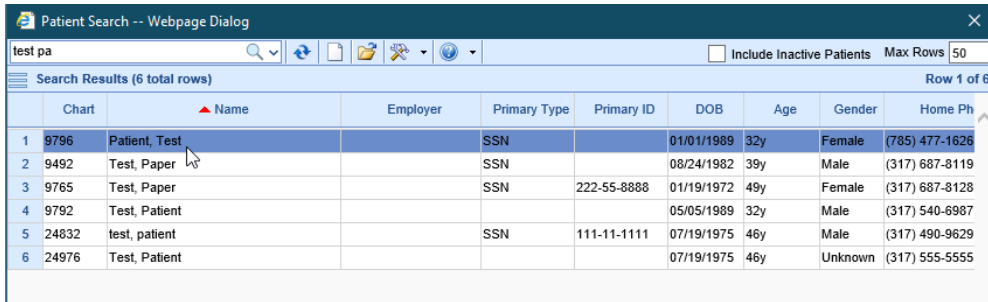 Patient Search -- Webpage Dialog
test pa Include Inactive Patients Max Rows 50
Search Results (6 total rows) Row 1 of 6
Chart Name Employer Primary Type Primary ID DOB Age Gender Home Ph
1 9796 Patient, Test SSN 01/01/1989 32y Female (785) 477-1626
2 9492 Test, Paper SSN 08/24/1982 39y Male (317) 687-8119
3 9765 Test, Paper SSN 222-55-8888 01/19/1972 49y Female (317) 687-8128
4 9792 Test, Patient 05/05/1989 32y Male (317) 540-6987
5 24832 test, patient SSN 111-11-1111 07/19/1975 46y Male (317) 490-9629
6 24976 Test, Patient 07/19/1975 46y Unknown (317) 555-5555